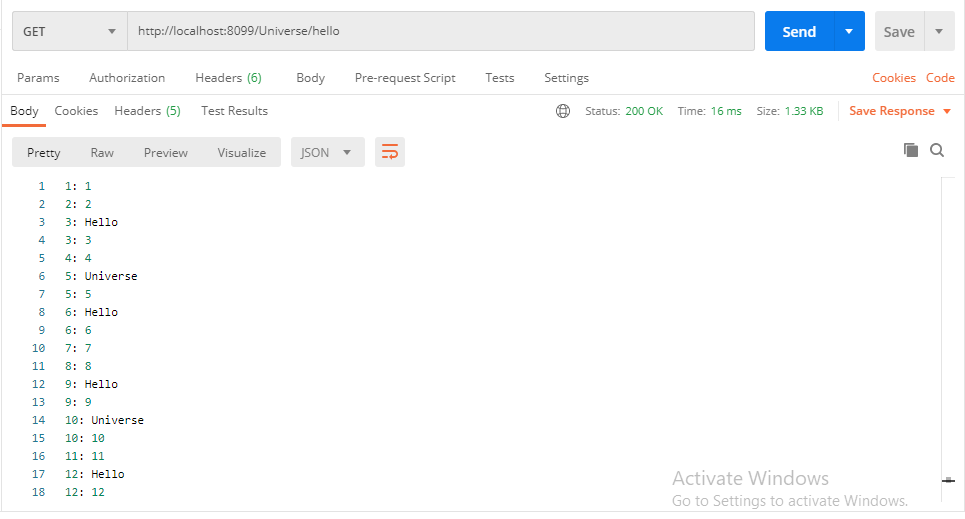 GET http://localhost:8099/Universe/hello Send Save
Params Authorization Headers (6) Body Pre-request Script Tests Settings Cookies Code
Body Cookies Headers (5) Test Results Status: 200 OK Time: 16 ms Size: 1.33 KB Save Response
Pretty Raw Preview Visualize JSON
1 1: 1
2 2: 2
3 3: Hello
4 3: 3
5 4: 4
6 5: Universe
7 5: 5
8 6: Hello
9 6: 6
10 7: 7
11 8: 8
12 9: Hello
13 9: 9
14 10: Universe
15 10: 10
16 11: 11
17 12: Hello
18 12: 12
Activate Windows
Go to Settings to activate Windows.